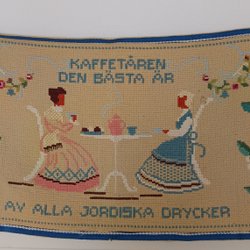 KAFFETÅREN
DEN BÄSTA ÄR
AV ALLA JORDISKA DRYCKER